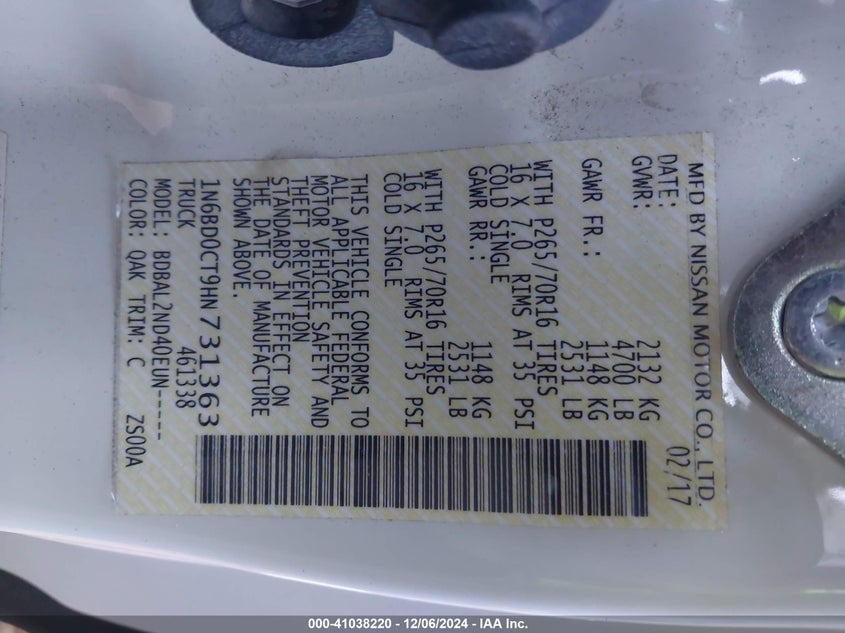 MFD BY NISSAN MOTOR CO., LTD.
DATE: 02/17
GVWR: 2132 KG
4700 LB
GAWR FR.: 1148 KG
2531 LB
WITH P265/70R16 TIRES
16 X 7.0 RIMS AT 35 PSI
COLD SINGLE
GAWR RR.: 1148 KG
2531 LB
WITH P265/70R16 TIRES
16 X 7.0 RIMS AT 35 PSI
COLD SINGLE
THIS VEHICLE CONFORMS TO
ALL APPLICABLE FEDERAL
MOTOR VEHICLE SAFETY AND
THEFT PREVENTION
STANDARDS IN EFFECT ON
THE DATE OF MANUFACTURE
SHOWN ABOVE.
1N6BD0CT9HN731363
TRUCK 461338
MODEL: BDBAL2ND40EUN-----
COLOR: QAK TRIM: C ZS00A
000-41038220 - 12/06/2024 - IAA Inc.